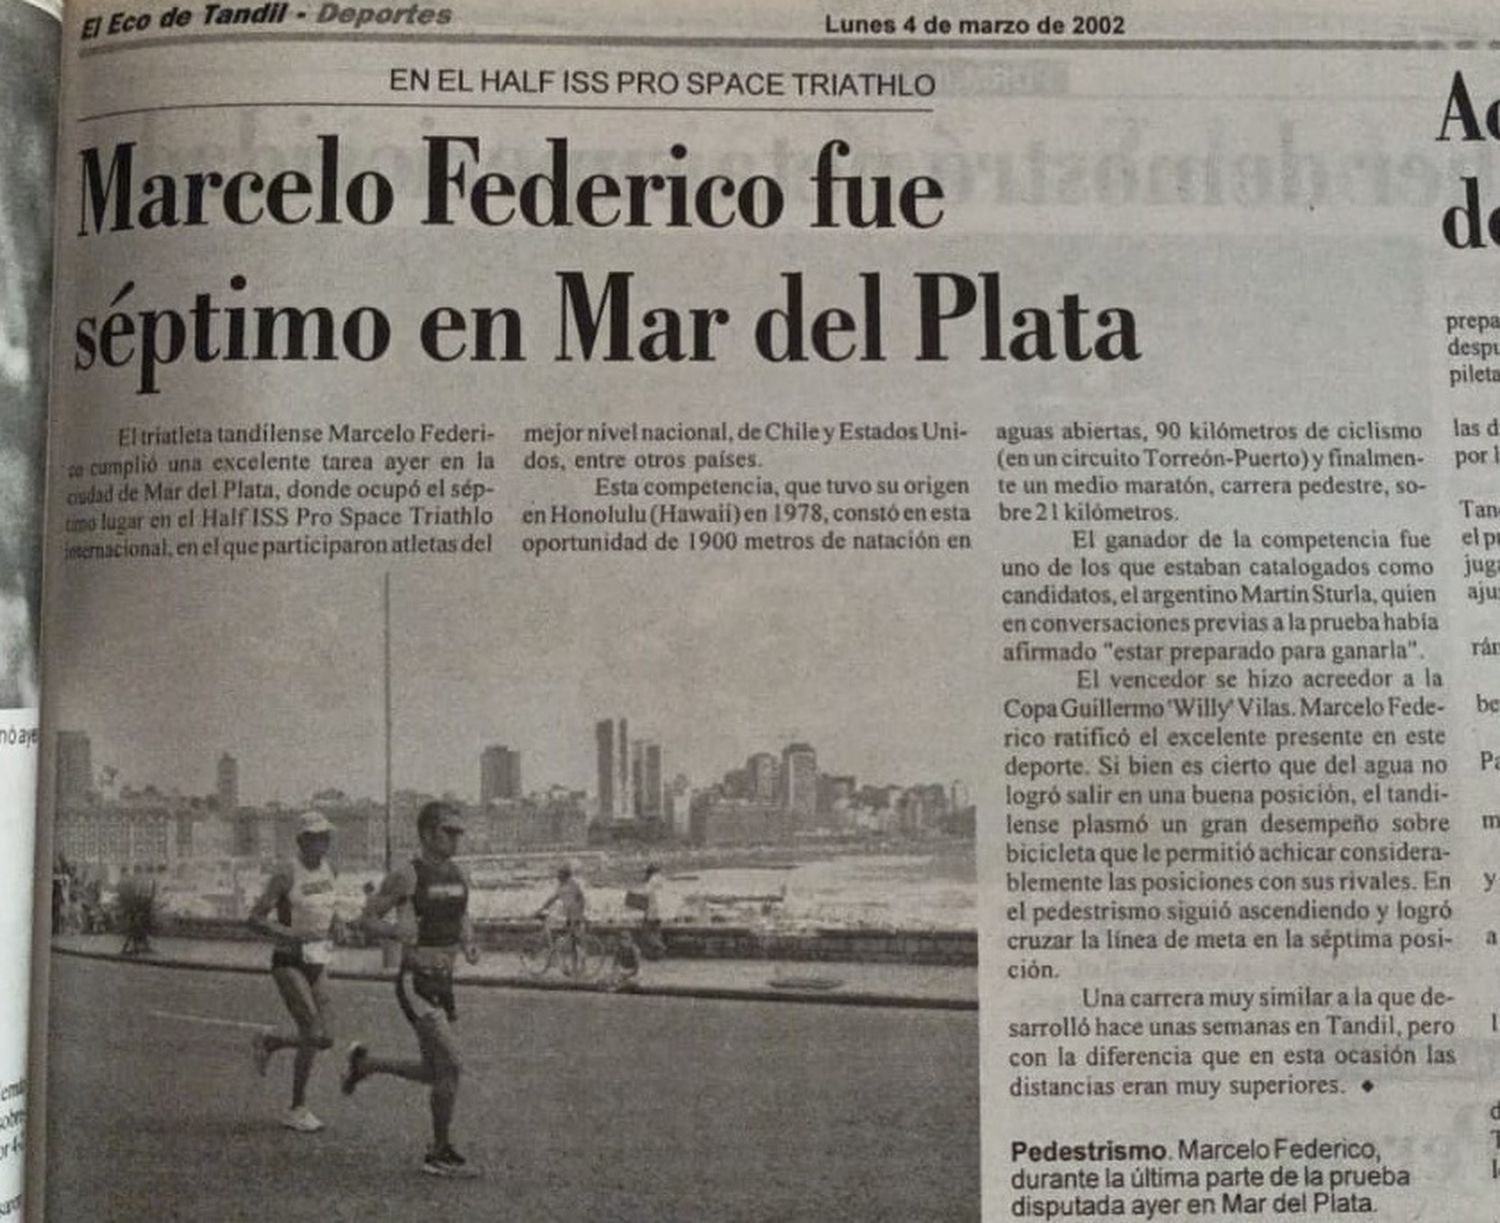 El Eco de Tandil - Deportes
Lunes 4 de marzo de 2002
EN EL HALF ISS PRO SPACE TRIATHLO
Marcelo Federico fue
séptimo en Mar del Plata
El triatleta tandilense Marcelo Federi-
co cumplió una excelente tarea ayer en la
ciudad de Mar del Plata, donde ocupó el sép-
timo lugar en el Half ISS Pro Space Triathlo
internacional, en el que participaron atletas del
mejor nivel nacional, de Chile y Estados Uni-
dos, entre otros países.
Esta competencia, que tuvo su origen
en Honolulu (Hawaii) en 1978, constó en esta
oportunidad de 1900 metros de natación en
aguas abiertas, 90 kilómetros de ciclismo
(en un circuito Torreón-Puerto) y finalmen-
te un medio maratón, carrera pedestre, so-
bre 21 kilómetros.
El ganador de la competencia fue
uno de los que estaban catalogados como
candidatos, el argentino Martín Sturla, quien
en conversaciones previas a la prueba había
afirmado "estar preparado para ganarla".
El vencedor se hizo acreedor a la
Copa Guillermo 'Willy' Vilas. Marcelo Fede-
rico ratificó el excelente presente en este
deporte. Si bien es cierto que del agua no
logró salir en una buena posición, el tandi-
lense plasmó un gran desempeño sobre
bicicleta que le permitió achicar considera-
blemente las posiciones con sus rivales. En
el pedestrismo siguió ascendiendo y logró
cruzar la línea de meta en la séptima posi-
ción.
Una carrera muy similar a la que de-
sarrolló hace unas semanas en Tandil, pero
con la diferencia que en esta ocasión las
distancias eran muy superiores. ◆
Pedestrismo. Marcelo Federico,
durante la última parte de la prueba
disputada ayer en Mar del Plata.
prepa
despu
pileta
las d
por l